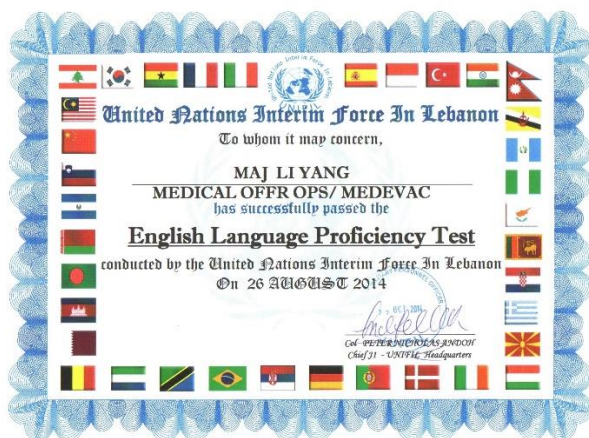 United Nations Interim Force In Lebanon
To whom it may concern,
MAJ LI YANG
MEDICAL OFFR OPS/ MEDEVAC
has successfully passed the
English Language Proficiency Test
conducted by the United Nations Interim Force In Lebanon
On 26 AUGUST 2014
Col PETER NICHOLAS ANDOH
Chief J1 - UNIFIL Headquarters